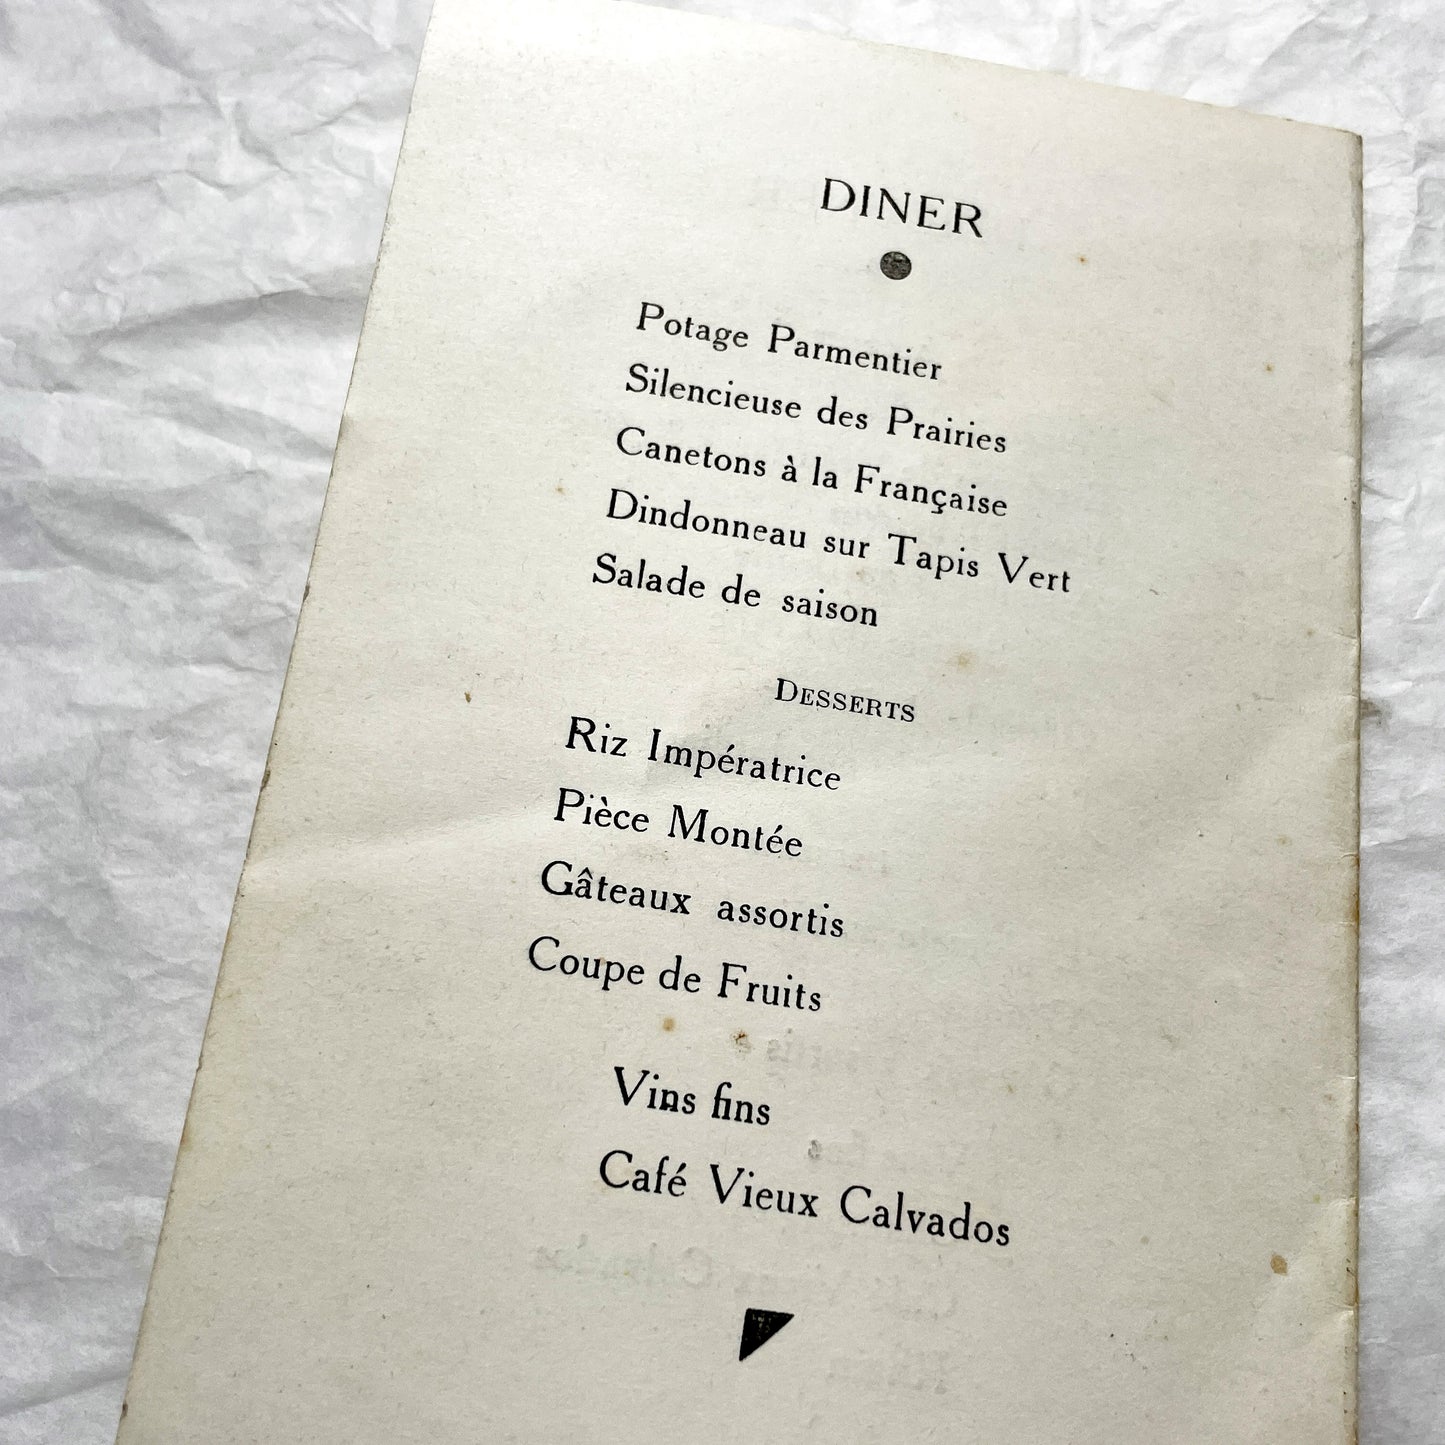 DINER
Potage Parmentier
Silencieuse des Prairies
Canetons à la Française
Dindonneau sur Tapis Vert
Salade de saison
DESSERTS
Riz Impératrice
Pièce Montée
Gâteaux assortis
Coupe de Fruits
Vins fins
Café Vieux Calvados